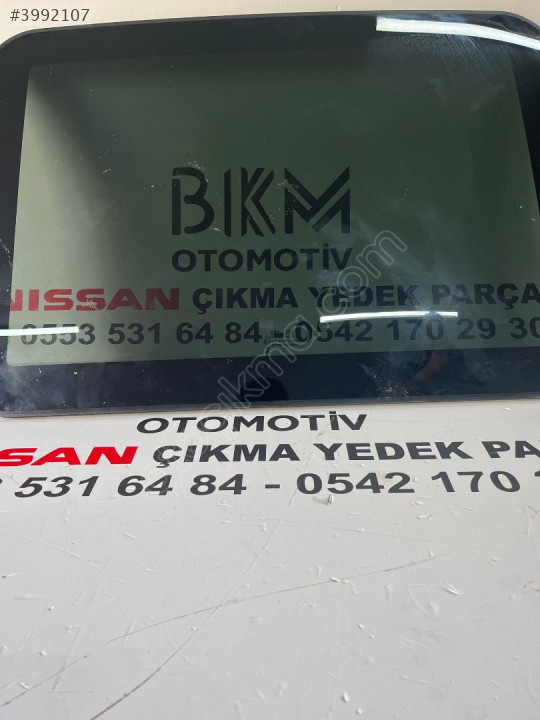 #3992107
BKM
OTOMOTİV
NISSAN ÇIKMA YEDEK PARÇA
0553 531 64 84 - 0542 170 29 30
OTOMOTİV
SSAN ÇIKMA YEDEK PA
531 64 84 - 0542 170